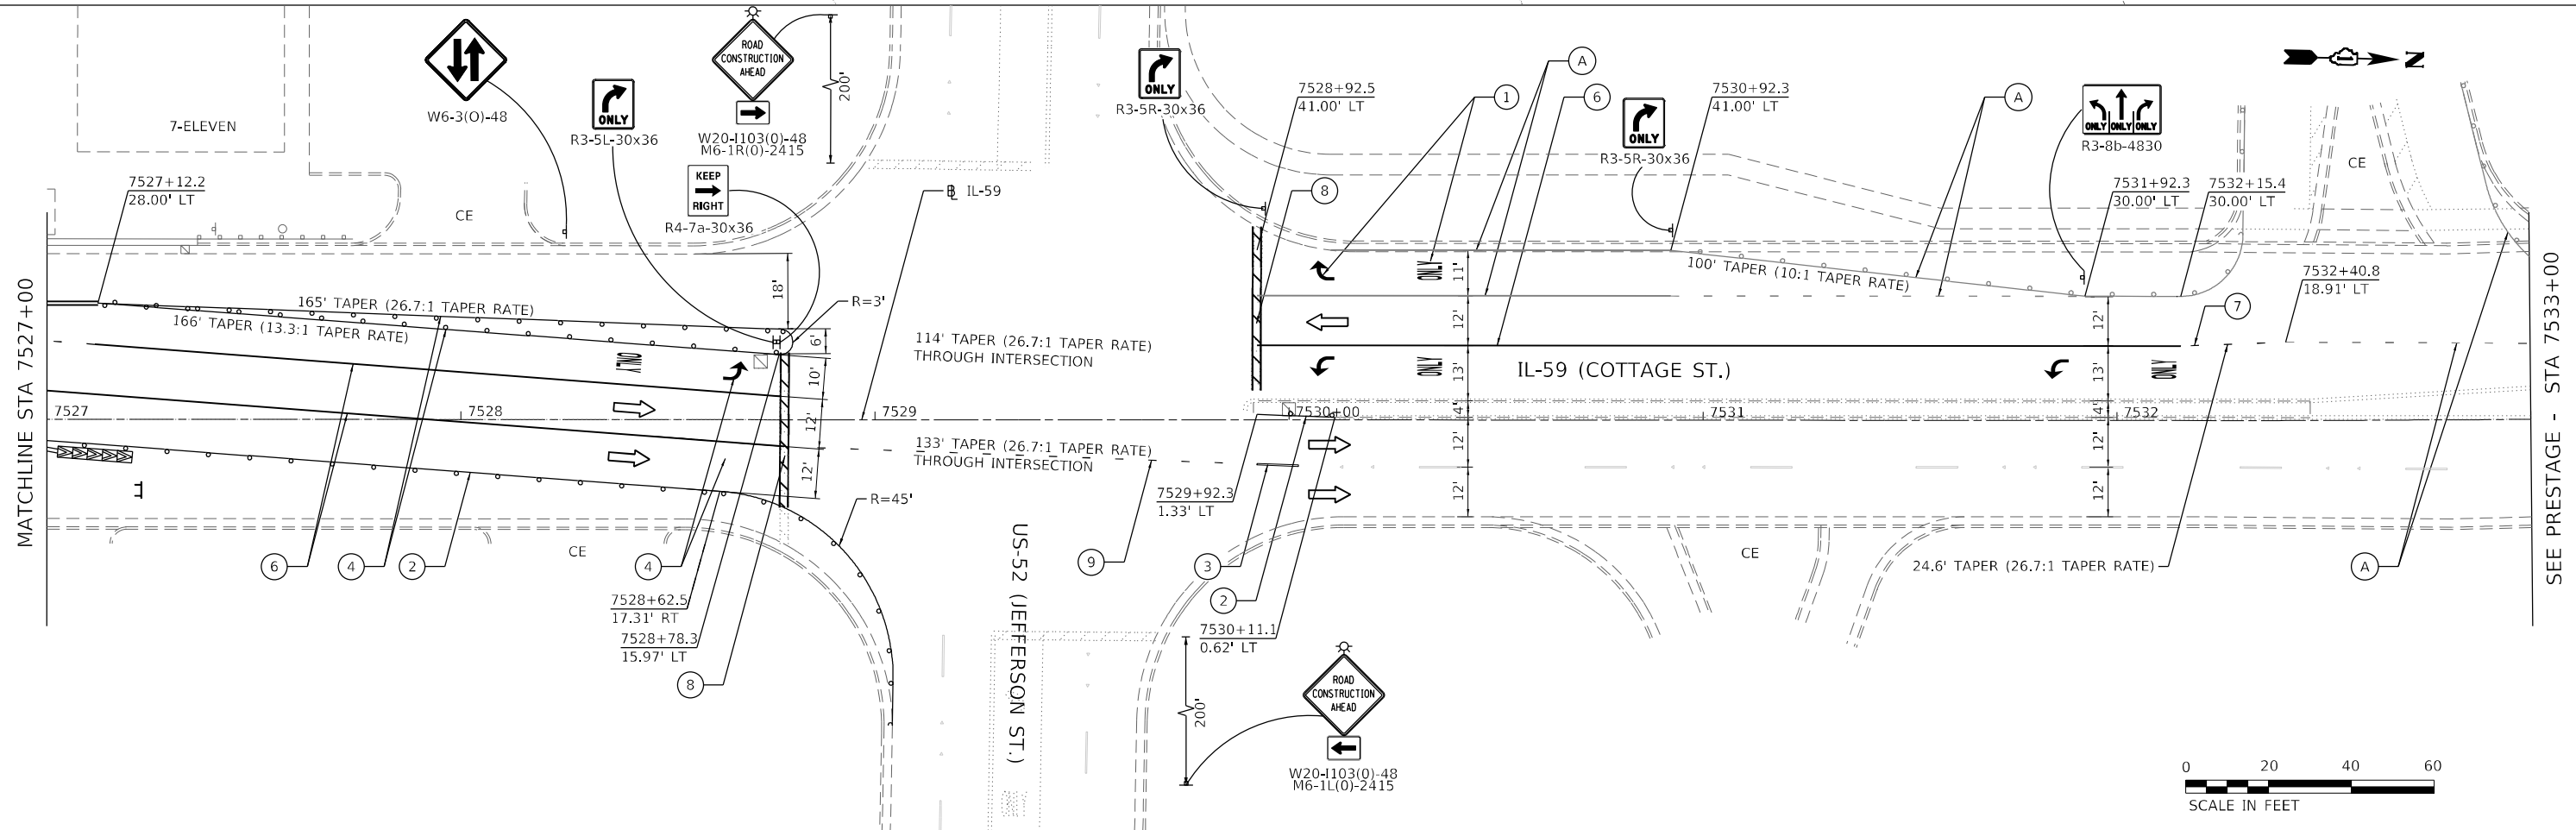 ROAD
CONSTRUCTION
AHEAD
W20-I103(0)-48
M6-1R(0)-2415
200'
W6-3(O)-48
ONLY
R3-5L-30x36
7-ELEVEN
KEEP
RIGHT
R4-7a-30x36
7527+12.2
28.00' LT
CE
MATCHLINE STA 7527+00
165' TAPER (26.7:1 TAPER RATE)
166' TAPER (13.3:1 TAPER RATE)
18'
R=3'
6'
10'
12'
12'
ONLY
7527
7528
7529
IL-59
114' TAPER (26.7:1 TAPER RATE)
THROUGH INTERSECTION
133' TAPER (26.7:1 TAPER RATE)
THROUGH INTERSECTION
R=45'
CE
6
4
2
4
7528+62.5
17.31' RT
7528+78.3
15.97' LT
8
US-52 (JEFFERSON ST.)
9
ONLY
R3-5R-30x36
7528+92.5
41.00' LT
A
1
6
8
ONLY
R3-5R-30x36
7530+92.3
41.00' LT
A
ONLY ONLY ONLY
R3-8b-4830
7531+92.3
30.00' LT
7532+15.4
30.00' LT
CE
N
7532+40.8
18.91' LT
7
100' TAPER (10:1 TAPER RATE)
11'
12'
13'
4'
12'
12'
12'
13'
4'
12'
12'
ONLY
ONLY
ONLY
IL-59 (COTTAGE ST.)
7530+00
7531
7532
7529+92.3
1.33' LT
3
2
7530+11.1
0.62' LT
CE
24.6' TAPER (26.7:1 TAPER RATE)
A
SEE PRESTAGE - STA 7533+00
200'
ROAD
CONSTRUCTION
AHEAD
W20-I103(0)-48
M6-1L(0)-2415
0 20 40 60
SCALE IN FEET